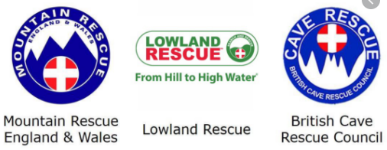 MOUNTAIN RESCUE
ENGLAND & WALES
LOWLAND
RESCUE
From Hill to High Water
CAVE RESCUE
BRITISH CAVE RESCUE COUNCIL
Mountain Rescue
England & Wales
Lowland Rescue
British Cave
Rescue Council